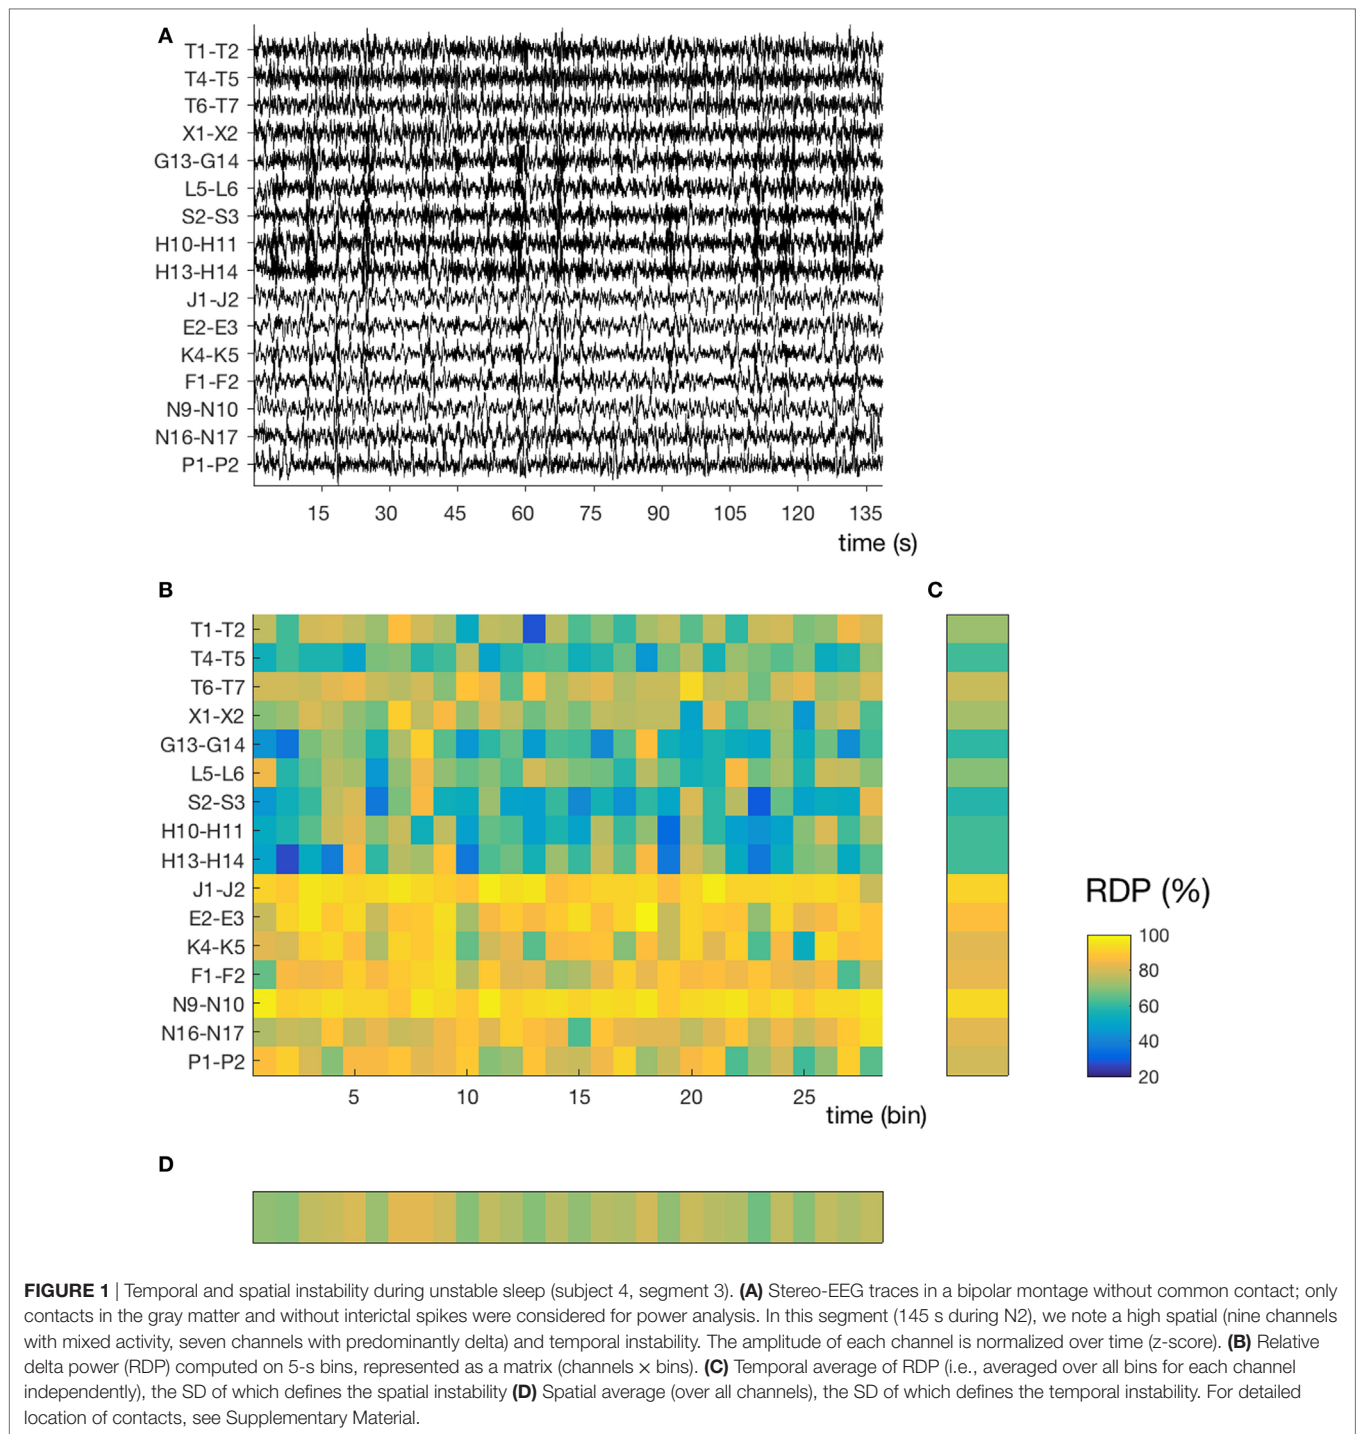 A
T1-T2
T4-T5
T6-T7
X1-X2
G13-G14
L5-L6
S2-S3
H10-H11
H13-H14
J1-J2
E2-E3
K4-K5
F1-F2
N9-N10
N16-N17
P1-P2
15 30 45 60 75 90 105 120 135
time (s)
B
T1-T2
T4-T5
T6-T7
X1-X2
G13-G14
L5-L6
S2-S3
H10-H11
H13-H14
J1-J2
E2-E3
K4-K5
F1-F2
N9-N10
N16-N17
P1-P2
5 10 15 20 25
time (bin)
C
RDP (%)
100
80
60
40
20
D
FIGURE 1 | Temporal and spatial instability during unstable sleep (subject 4, segment 3). (A) Stereo-EEG traces in a bipolar montage without common contact; only
contacts in the gray matter and without interictal spikes were considered for power analysis. In this segment (145 s during N2), we note a high spatial (nine channels
with mixed activity, seven channels with predominantly delta) and temporal instability. The amplitude of each channel is normalized over time (z-score). (B) Relative
delta power (RDP) computed on 5-s bins, represented as a matrix (channels × bins). (C) Temporal average of RDP (i.e., averaged over all bins for each channel
independently), the SD of which defines the spatial instability (D) Spatial average (over all channels), the SD of which defines the temporal instability. For detailed
location of contacts, see Supplementary Material.